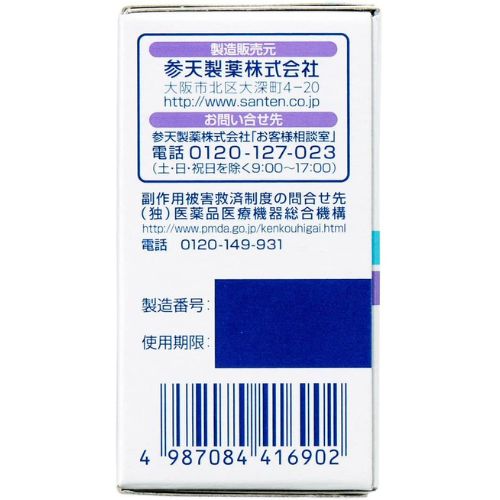 製造販売元
参天製薬株式会社
大阪市北区大深町4-20
http://www.santen.co.jp
お問い合せ先
参天製薬株式会社「お客様相談室」
電話 0120-127-023
(土・日・祝日を除く9:00〜17:00)
副作用被害救済制度の問合せ先
(独)医薬品医療機器総合機構
http://www.pmda.go.jp/kenkouhigai.html
電話 0120-149-931
製造番号:
使用期限:
4 987084 416902